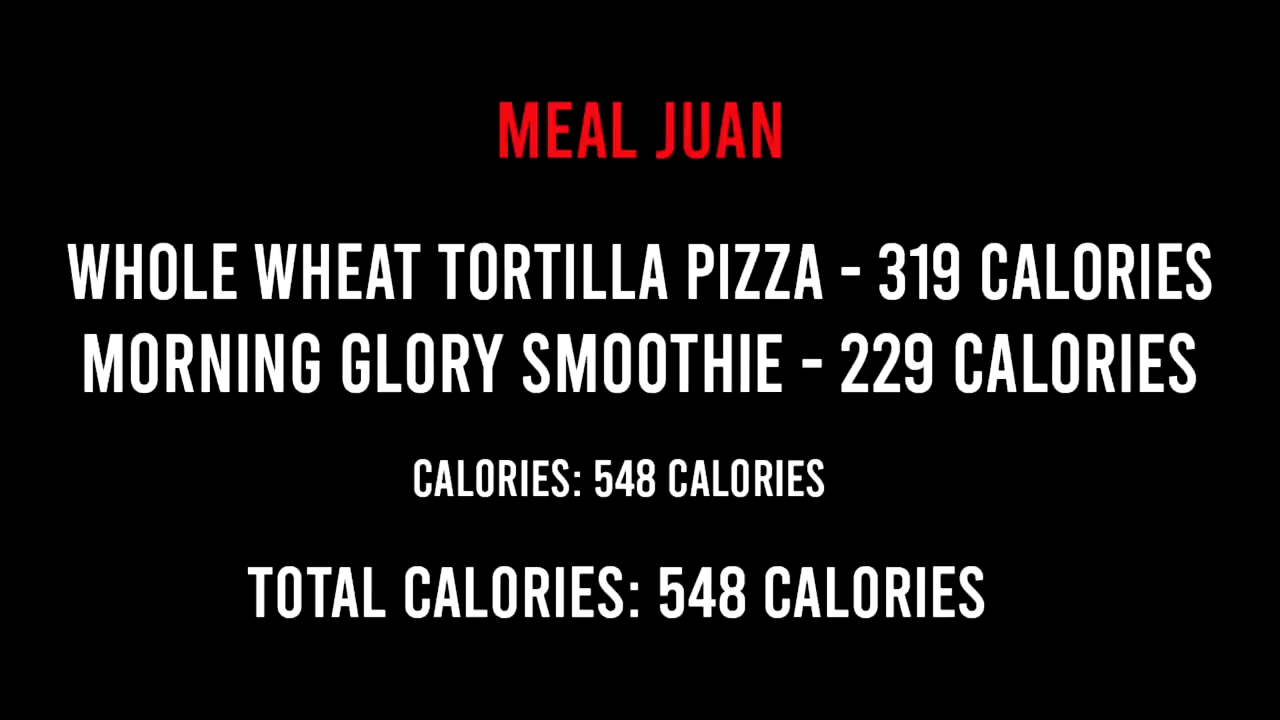 MEAL JUAN
WHOLE WHEAT TORTILLA PIZZA - 319 CALORIES
MORNING GLORY SMOOTHIE - 229 CALORIES
CALORIES: 548 CALORIES
TOTAL CALORIES: 548 CALORIES